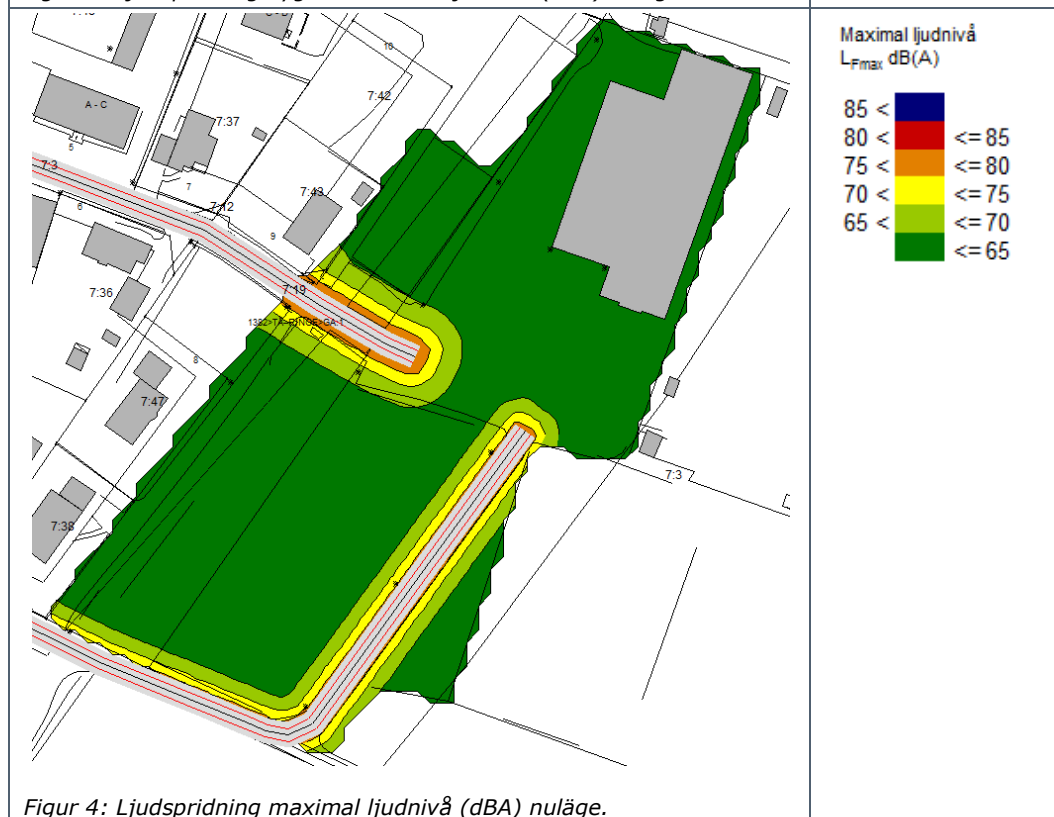 Maximal ljudnivå
LFmax dB(A)
85 <
80 < <= 85
75 < <= 80
70 < <= 75
65 < <= 70
<= 65
10
7:42
A - C
7:37
5
7:3
7
7:43
7:12
6
9
7:36
7:19
8
7:47
7:3
7:38
Figur 4: Ljudspridning maximal ljudnivå (dBA) nuläge.